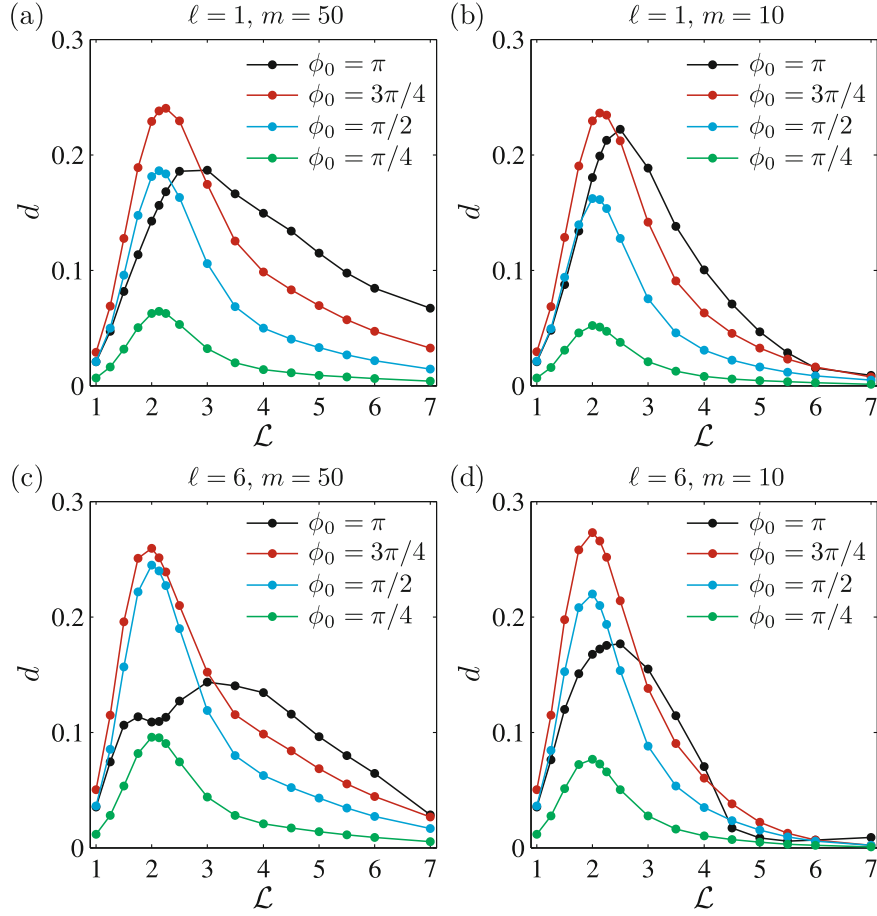 (a) ℓ = 1, m = 50
0.3
0.2
0.1
0
d
ϕ₀ = π
ϕ₀ = 3π/4
ϕ₀ = π/2
ϕ₀ = π/4
1 2 3 4 5 6 7
ℒ
(b) ℓ = 1, m = 10
0.3
0.2
0.1
0
d
ϕ₀ = π
ϕ₀ = 3π/4
ϕ₀ = π/2
ϕ₀ = π/4
1 2 3 4 5 6 7
ℒ
(c) ℓ = 6, m = 50
0.3
0.2
0.1
0
d
ϕ₀ = π
ϕ₀ = 3π/4
ϕ₀ = π/2
ϕ₀ = π/4
1 2 3 4 5 6 7
ℒ
(d) ℓ = 6, m = 10
0.3
0.2
0.1
0
d
ϕ₀ = π
ϕ₀ = 3π/4
ϕ₀ = π/2
ϕ₀ = π/4
1 2 3 4 5 6 7
ℒ